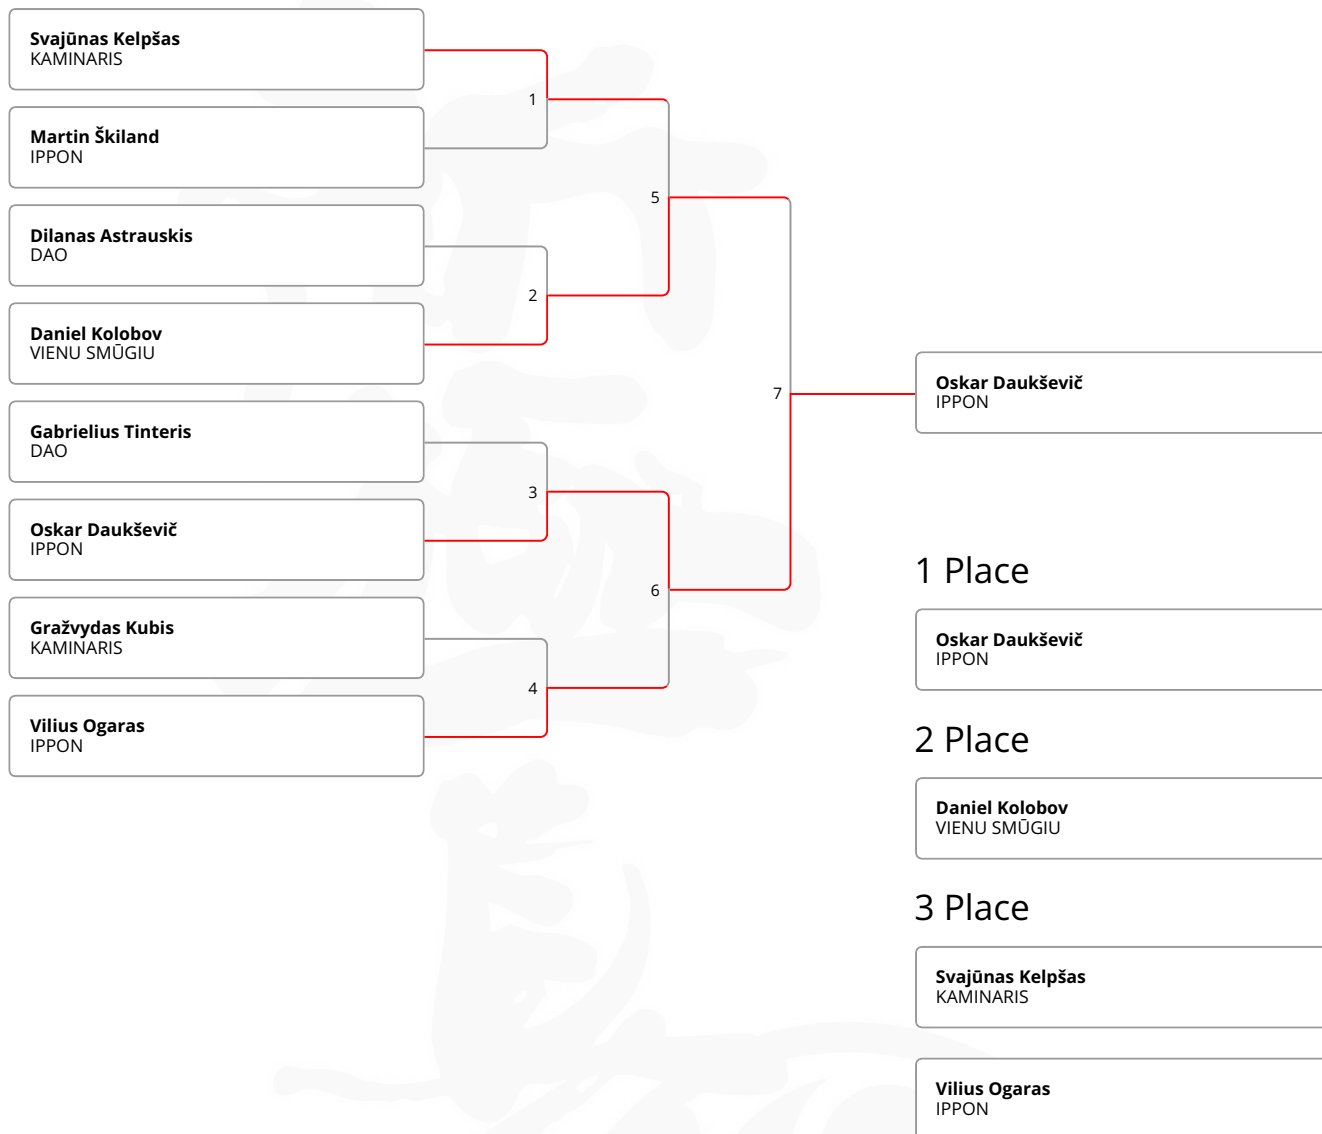 Svajūnas Kelpšas
KAMINARIS
1
Martin Škiland
IPPON
5
Dilanas Astrauskis
DAO
2
Daniel Kolobov
VIENU SMŪGIU
7
Oskar Daukševič
IPPON
Gabrielius Tinteris
DAO
3
Oskar Daukševič
IPPON
6
Gražvydas Kubis
KAMINARIS
4
Vilius Ogaras
IPPON
1 Place
Oskar Daukševič
IPPON
2 Place
Daniel Kolobov
VIENU SMŪGIU
3 Place
Svajūnas Kelpšas
KAMINARIS
Vilius Ogaras
IPPON